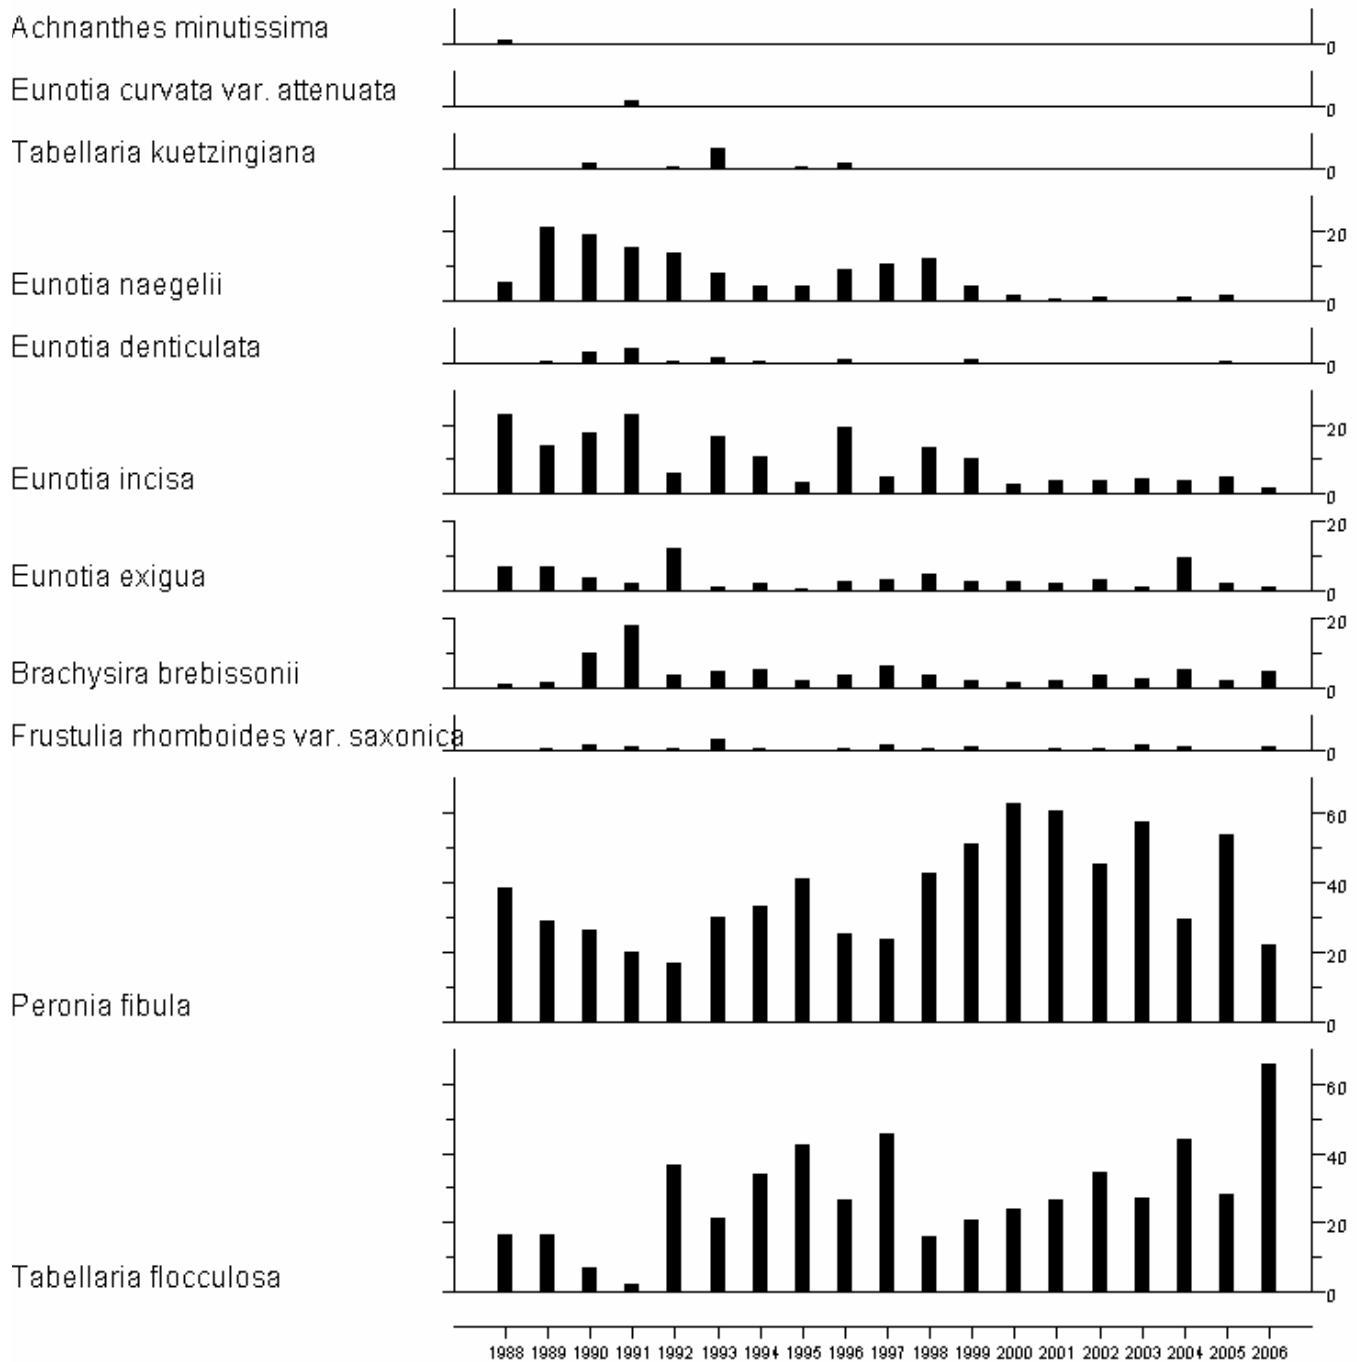 Achnanthes minutissima
0
Eunotia curvata var. attenuata
0
Tabellaria kuetzingiana
0
20
Eunotia naegelii
0
Eunotia denticulata
0
20
Eunotia incisa
0
20
Eunotia exigua
0
20
Brachysira brebissonii
0
Frustulia rhomboides var. saxonica
0
60
40
20
Peronia fibula
0
60
40
20
Tabellaria flocculosa
0
1988 1989 1990 1991 1992 1993 1994 1995 1996 1997 1998 1999 2000 2001 2002 2003 2004 2005 2006